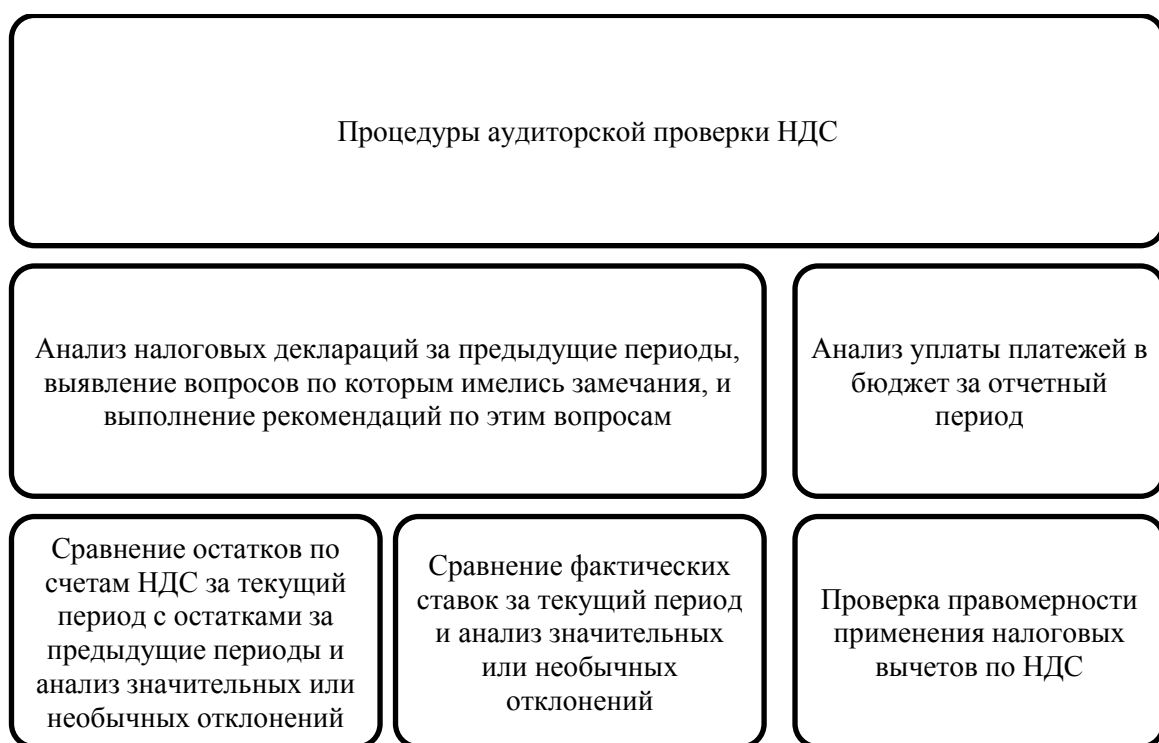 Процедуры аудиторской проверки НДС
Анализ налоговых деклараций за предыдущие периоды,
выявление вопросов по которым имелись замечания, и
выполнение рекомендаций по этим вопросам
Анализ уплаты платежей в
бюджет за отчетный
период
Сравнение остатков по
счетам НДС за текущий
период с остатками за
предыдущие периоды и
анализ значительных или
необычных отклонений
Сравнение фактических
ставок за текущий период
и анализ значительных
или необычных
отклонений
Проверка правомерности
применения налоговых
вычетов по НДС